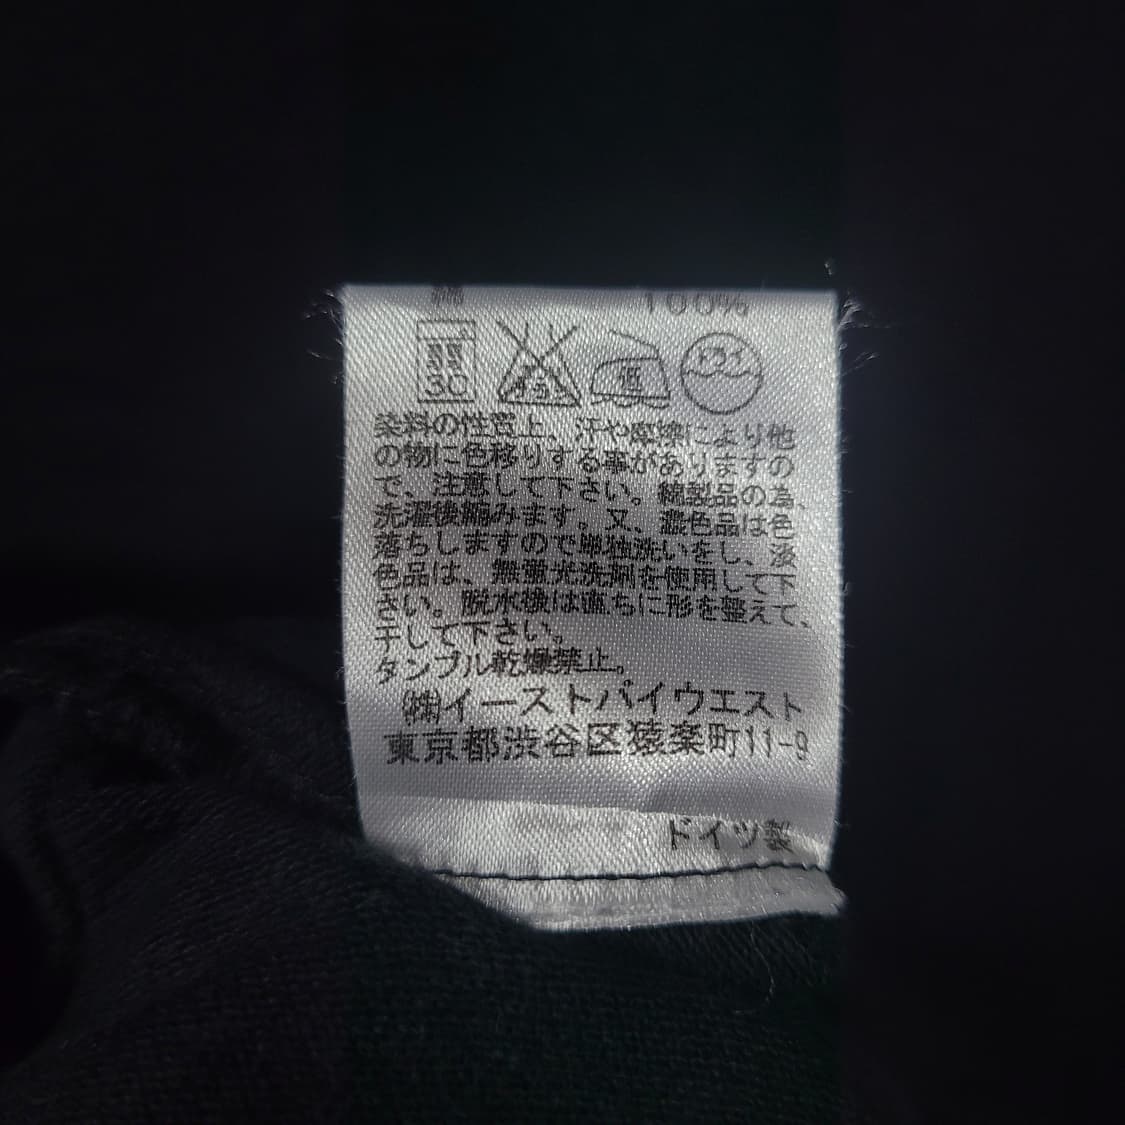 綿 100%
弱
30
エンソ
低
ドライ
染料の性質上、汗や摩擦により他
の物に色移りする事がありますの
で、注意して下さい。綿製品の為、
洗濯後縮みます。又、濃色品は色
落ちしますので単独洗いをし、淡
色品は、無蛍光洗剤を使用して下
さい。脱水後は直ちに形を整えて、
干して下さい。
タンブル乾燥禁止。
㈱イーストバイウエスト
東京都渋谷区猿楽町11-9
ドイツ製